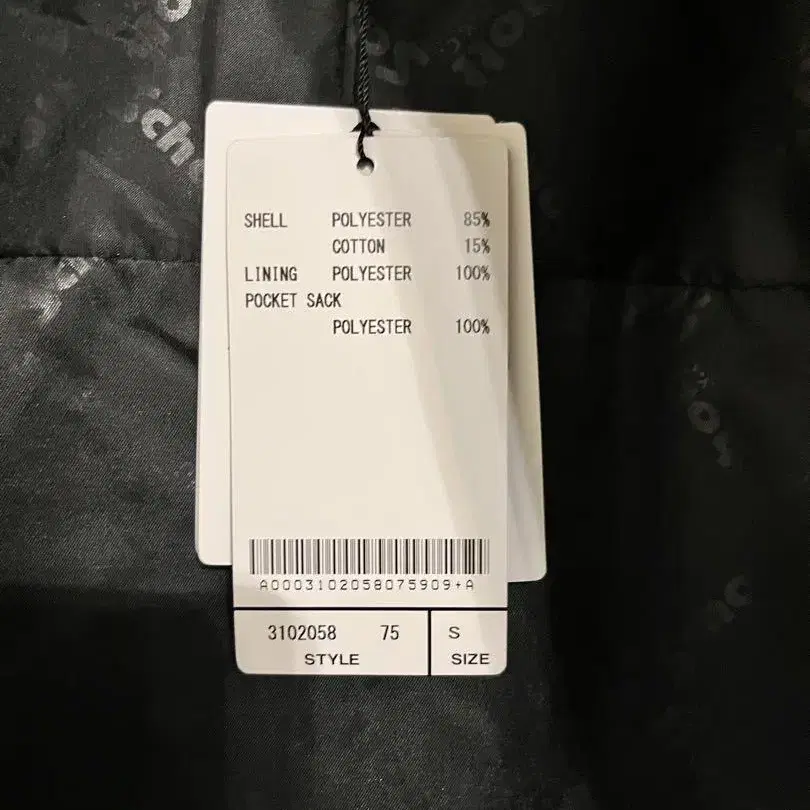 SHELL POLYESTER 85%
COTTON 15%
LINING POLYESTER 100%
POCKET SACK
POLYESTER 100%
A0003102058075909+A
3102058 75 S
STYLE SIZE